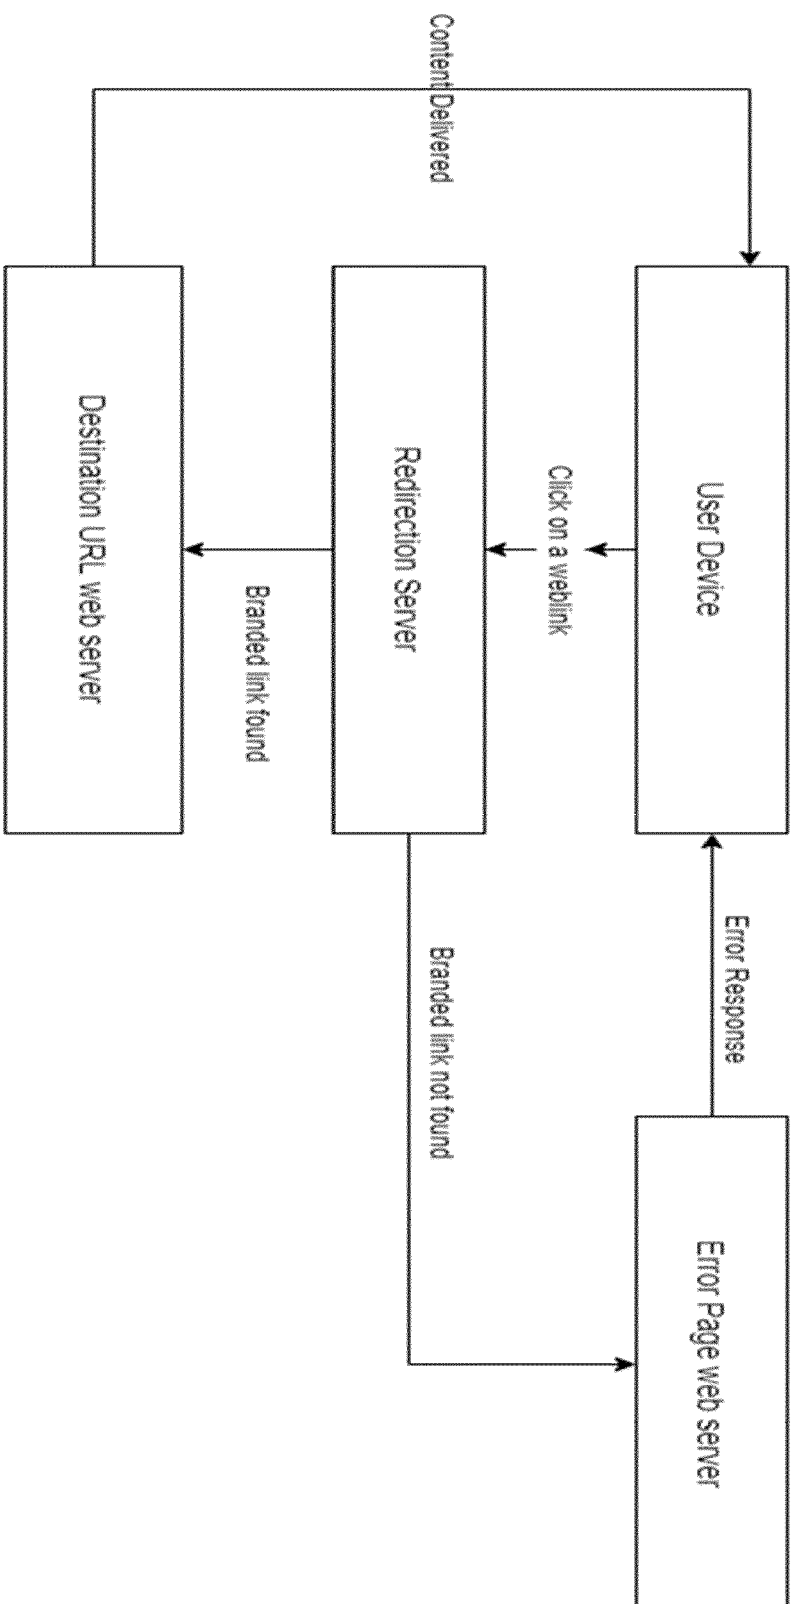 User Device
Error Response
Error Page web server
Click on a weblink
Content Delivered
Redirection Server
Branded link not found
Branded link found
Destination URL web server